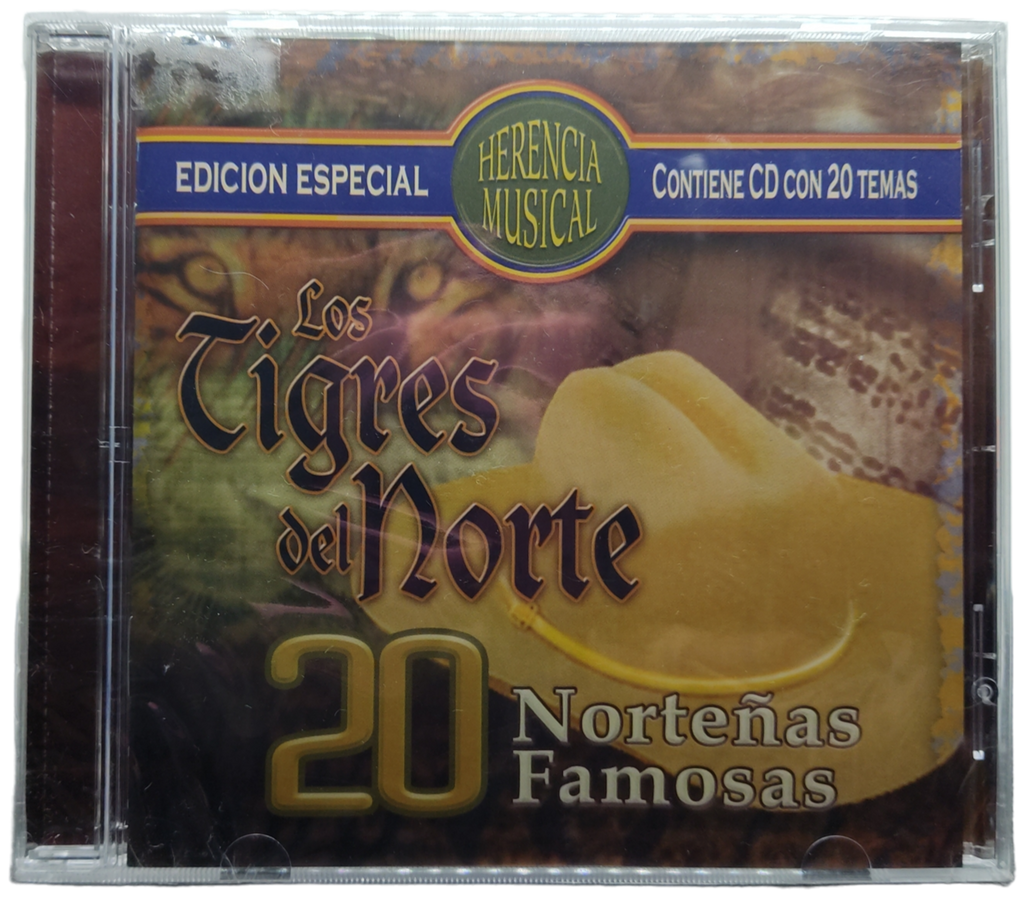 EDICION ESPECIAL
HERENCIA
MUSICAL
CONTIENE CD CON 20 TEMAS
Los
Tigres
del Norte
20
Norteñas
Famosas